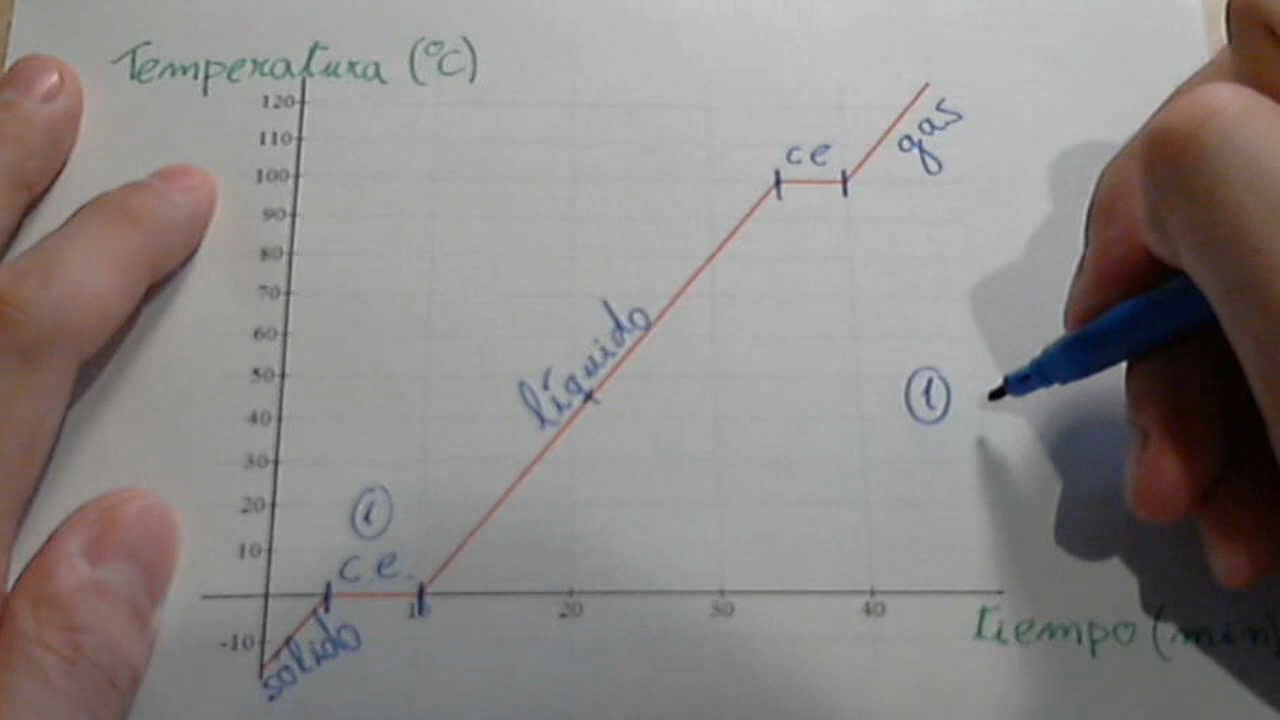 Temperatura (°C)
120
110
100
90
80
70
60
50
40
30
20
10
-10
sólido
c.e.
1
líquido
ce
gas
1
10
20
30
40
tiempo (min)